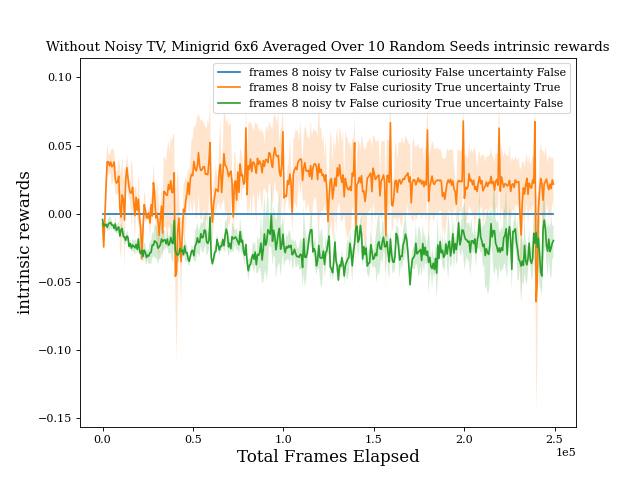 Without Noisy TV, Minigrid 6x6 Averaged Over 10 Random Seeds intrinsic rewards
frames 8 noisy tv False curiosity False uncertainty False
frames 8 noisy tv False curiosity True uncertainty True
frames 8 noisy tv False curiosity True uncertainty False
intrinsic rewards
0.10
0.05
0.00
−0.05
−0.10
−0.15
0.0 0.5 1.0 1.5 2.0 2.5
1e5
Total Frames Elapsed